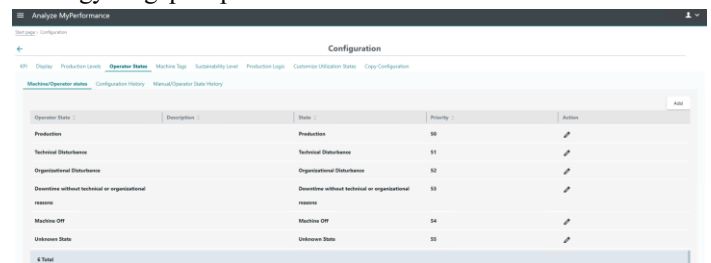 Analyze MyPerformance
Start page > Configuration
Configuration
KPI Display Production Levels Operator States Machine Tags Sustainability Level Production Logic Customize Utilization States Copy Configuration
Machine/Operator states Configuration History Manual/Operator State History
Add
Operator State Description State Priority Action
Production Production 50
Technical Disturbance Technical Disturbance 51
Organizational Disturbance Organizational Disturbance 52
Downtime without technical or organizational Downtime without technical or organizational 53
reasons reasons
Machine Off Machine Off 54
Unknown State Unknown State 55
6 Total